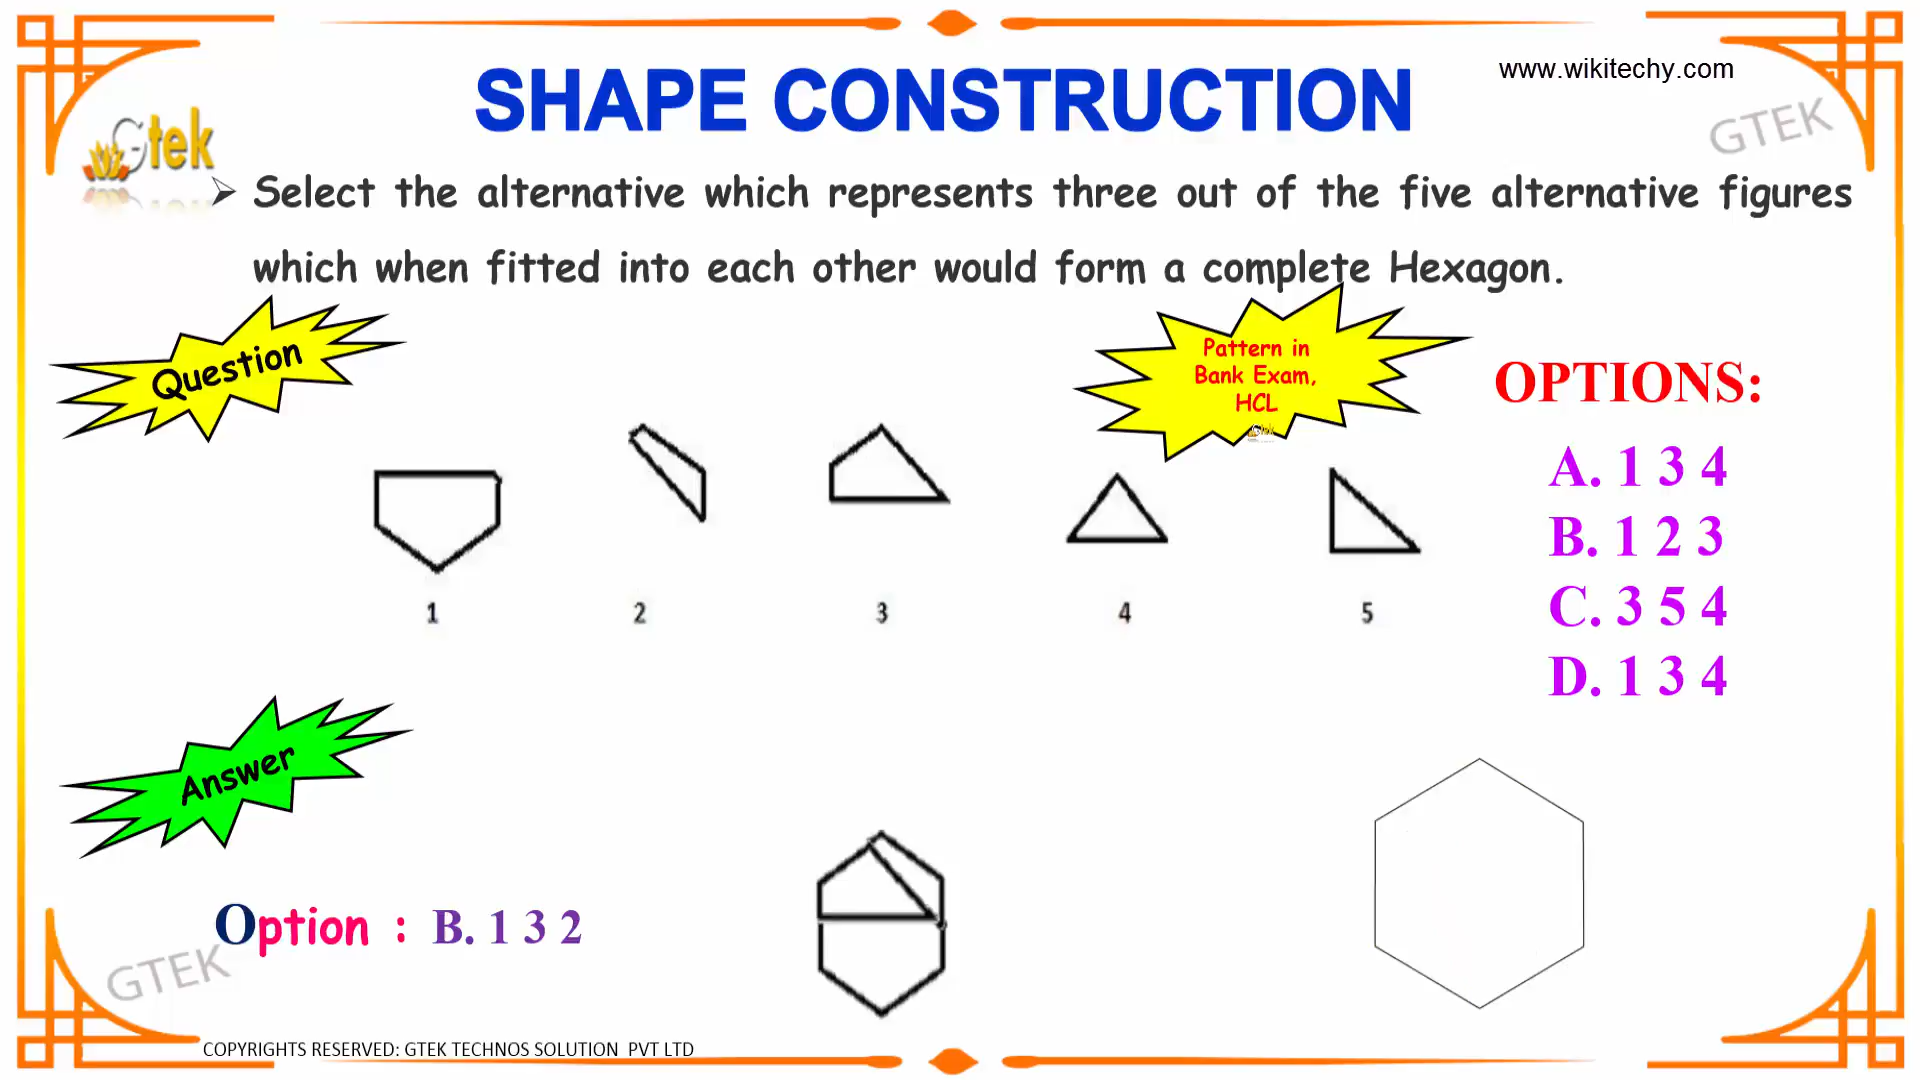 www.wikitechy.com
SHAPE CONSTRUCTION
GTEK
Gtek
Select the alternative which represents three out of the five alternative figures
which when fitted into each other would form a complete Hexagon.
Question
Pattern in
Bank Exam,
HCL
Gtek
OPTIONS:
A. 1 3 4
B. 1 2 3
C. 3 5 4
D. 1 3 4
1 2 3 4 5
Answer
Option : B. 1 3 2
GTEK
COPYRIGHTS RESERVED: GTEK TECHNOS SOLUTION PVT LTD